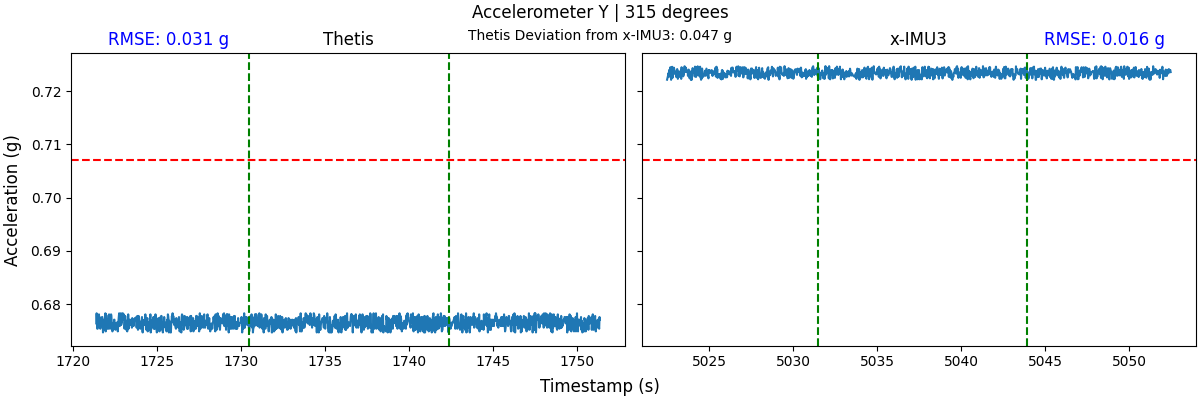 Accelerometer Y | 315 degrees
RMSE: 0.031 g
Thetis
Thetis Deviation from x-IMU3: 0.047 g
x-IMU3
RMSE: 0.016 g
Acceleration (g)
0.72
0.71
0.70
0.69
0.68
1720 1725 1730 1735 1740 1745 1750
5025 5030 5035 5040 5045 5050
Timestamp (s)